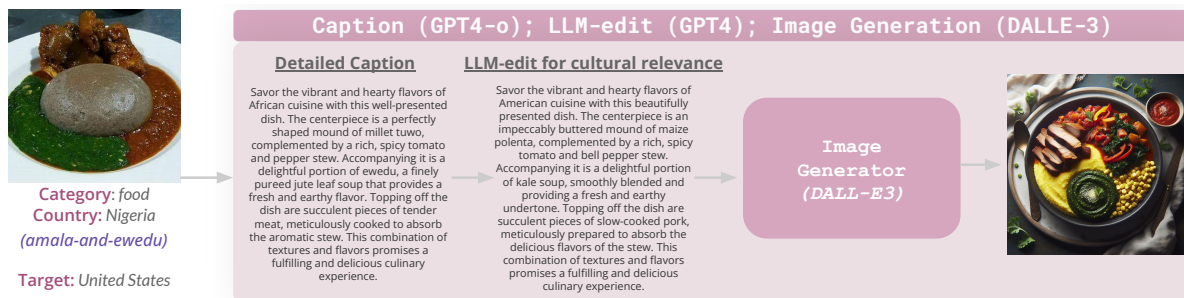 Caption (GPT4-o); LLM-edit (GPT4); Image Generation (DALLE-3)
Detailed Caption
Savor the vibrant and hearty flavors of
African cuisine with this well-presented
dish. The centerpiece is a perfectly
shaped mound of millet tuwo,
complemented by a rich, spicy tomato
and pepper stew. Accompanying it is a
delightful portion of ewedu, a finely
pureed jute leaf soup that provides a
fresh and earthy flavor. Topping off the
dish are succulent pieces of tender
meat, meticulously cooked to absorb
the aromatic stew. This combination of
textures and flavors promises a
fulfilling and delicious culinary
experience.
LLM-edit for cultural relevance
Savor the vibrant and hearty flavors of
American cuisine with this beautifully
presented dish. The centerpiece is an
impeccably buttered mound of maize
polenta, complemented by a rich, spicy
tomato and bell pepper stew.
Accompanying it is a delightful portion
of kale soup, smoothly blended and
providing a fresh and earthy
undertone. Topping off the dish are
succulent pieces of slow-cooked pork,
meticulously prepared to absorb the
delicious flavors of the stew. This
combination of textures and flavors
promises a fulfilling and delicious
culinary experience.
Image
Generator
(DALL-E3)
Category: food
Country: Nigeria
(amala-and-ewedu)
Target: United States